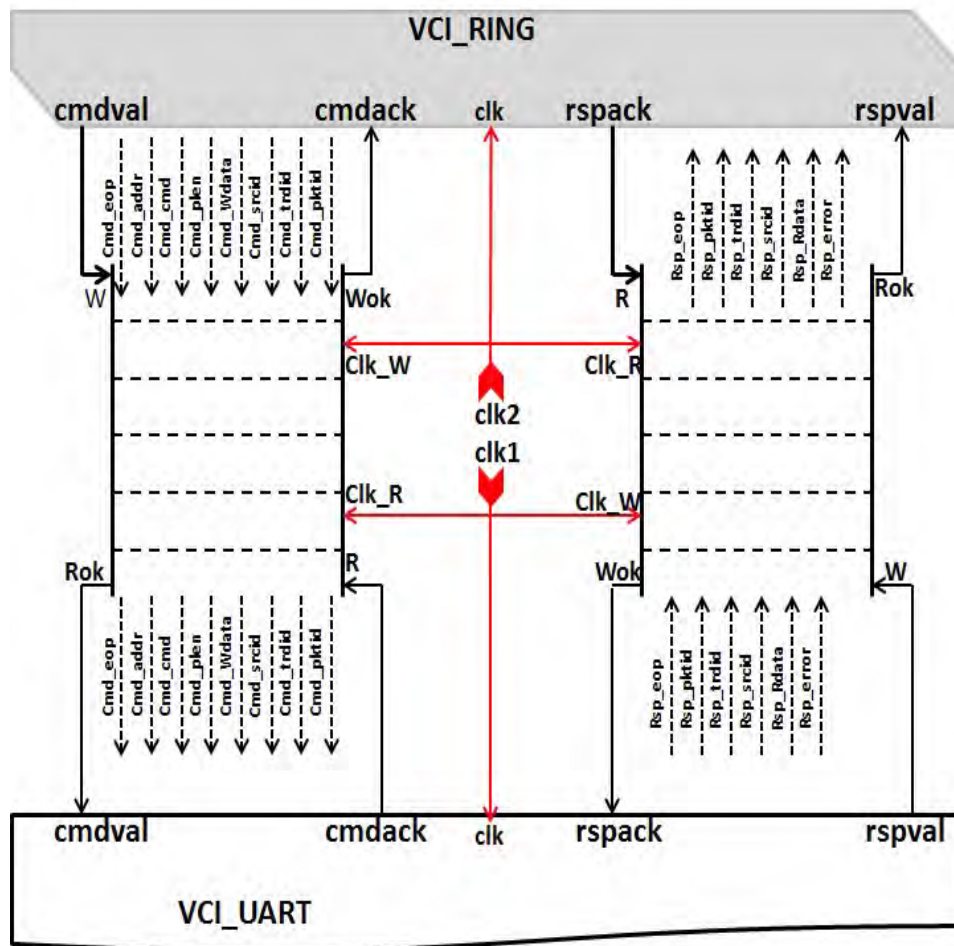 VCI_RING
cmdval cmdack clk rspack rspval
Cmd_eop
Cmd_addr
Cmd_cmd
Cmd_plen
Cmd_Wdata
Cmd_srcid
Cmd_trdid
Cmd_pktid
Rsp_eop
Rsp_pktid
Rsp_trdid
Rsp_srcid
Rsp_Rdata
Rsp_error
W Wok R Rok
Clk_W Clk_R
clk2
clk1
Clk_R Clk_W
Rok R Wok W
Cmd_eop
Cmd_addr
Cmd_cmd
Cmd_plen
Cmd_Wdata
Cmd_srcid
Cmd_trdid
Cmd_pktid
Rsp_eop
Rsp_pktid
Rsp_trdid
Rsp_srcid
Rsp_Rdata
Rsp_error
cmdval cmdack clk rspack rspval
VCI_UART